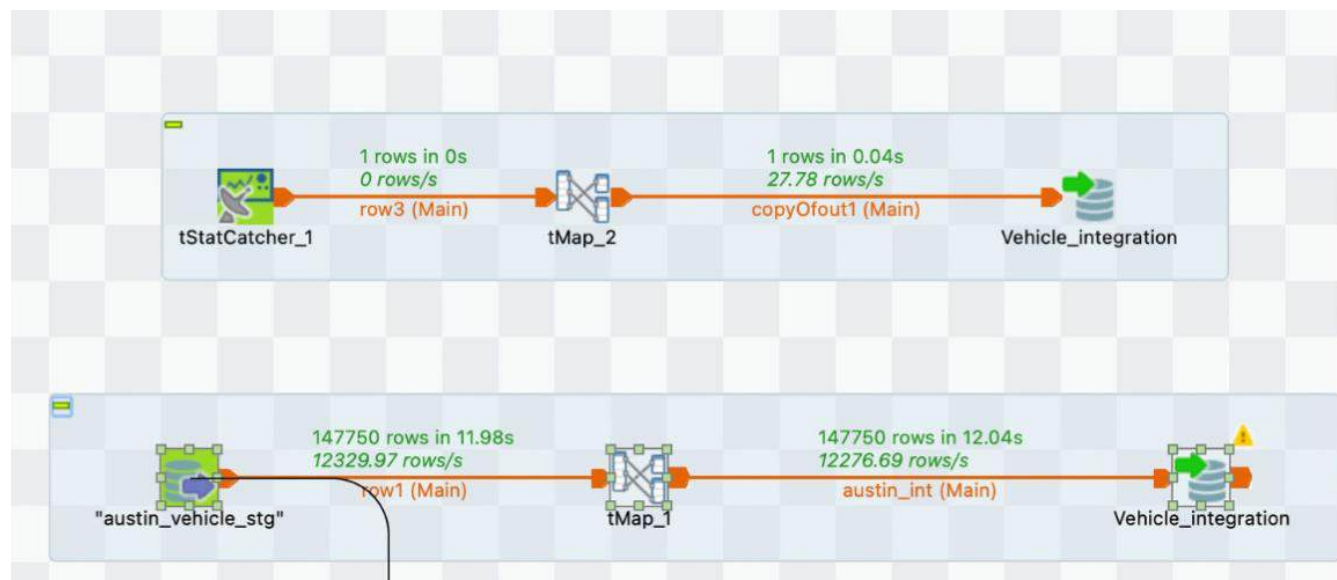 1 rows in 0s
0 rows/s
row3 (Main)
1 rows in 0.04s
27.78 rows/s
copyOfout1 (Main)
tStatCatcher_1
tMap_2
Vehicle_integration
147750 rows in 11.98s
12329.97 rows/s
row1 (Main)
147750 rows in 12.04s
12276.69 rows/s
austin_int (Main)
"austin_vehicle_stg"
tMap_1
Vehicle_integration